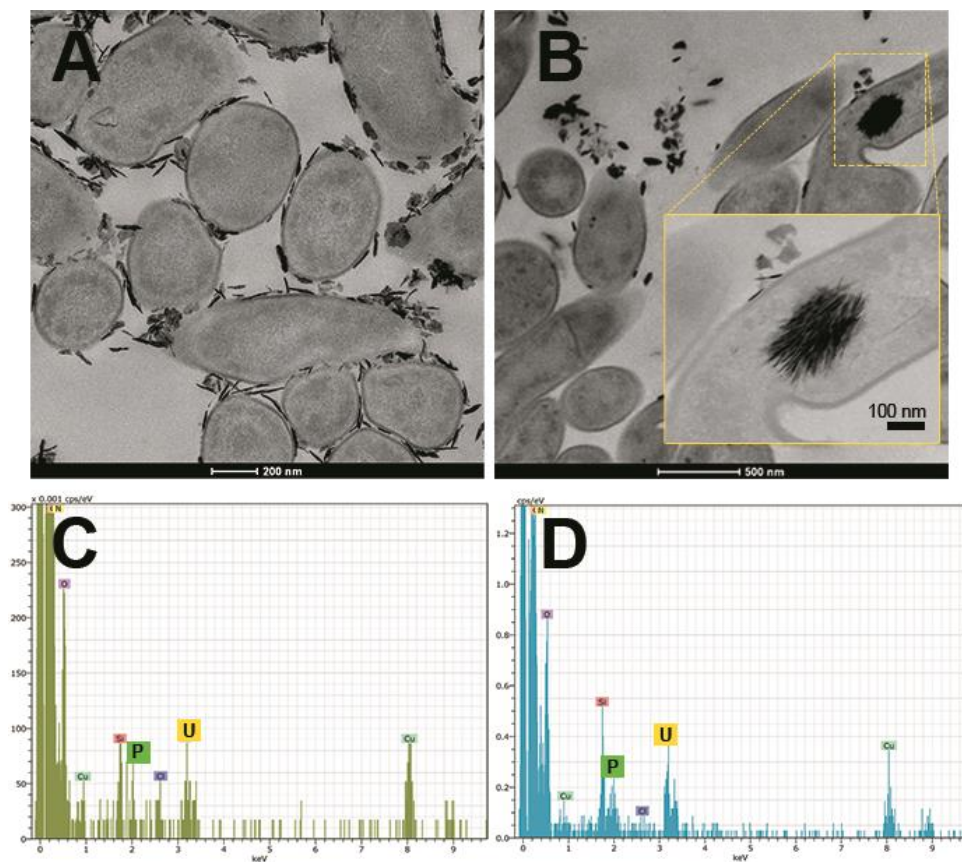 A
B
100 nm
200 nm
500 nm
x 0.001 cps/eV
300
250
200
150
100
50
0
0 1 2 3 4 5 6 7 8 9
keV
C
N
O
Cu
Si
P
Cl
U
Cu
cps/eV
1.2
1.0
0.8
0.6
0.4
0.2
0.0
0 1 2 3 4 5 6 7 8 9
keV
D
N
O
Cu
Si
P
Cl
U
Cu